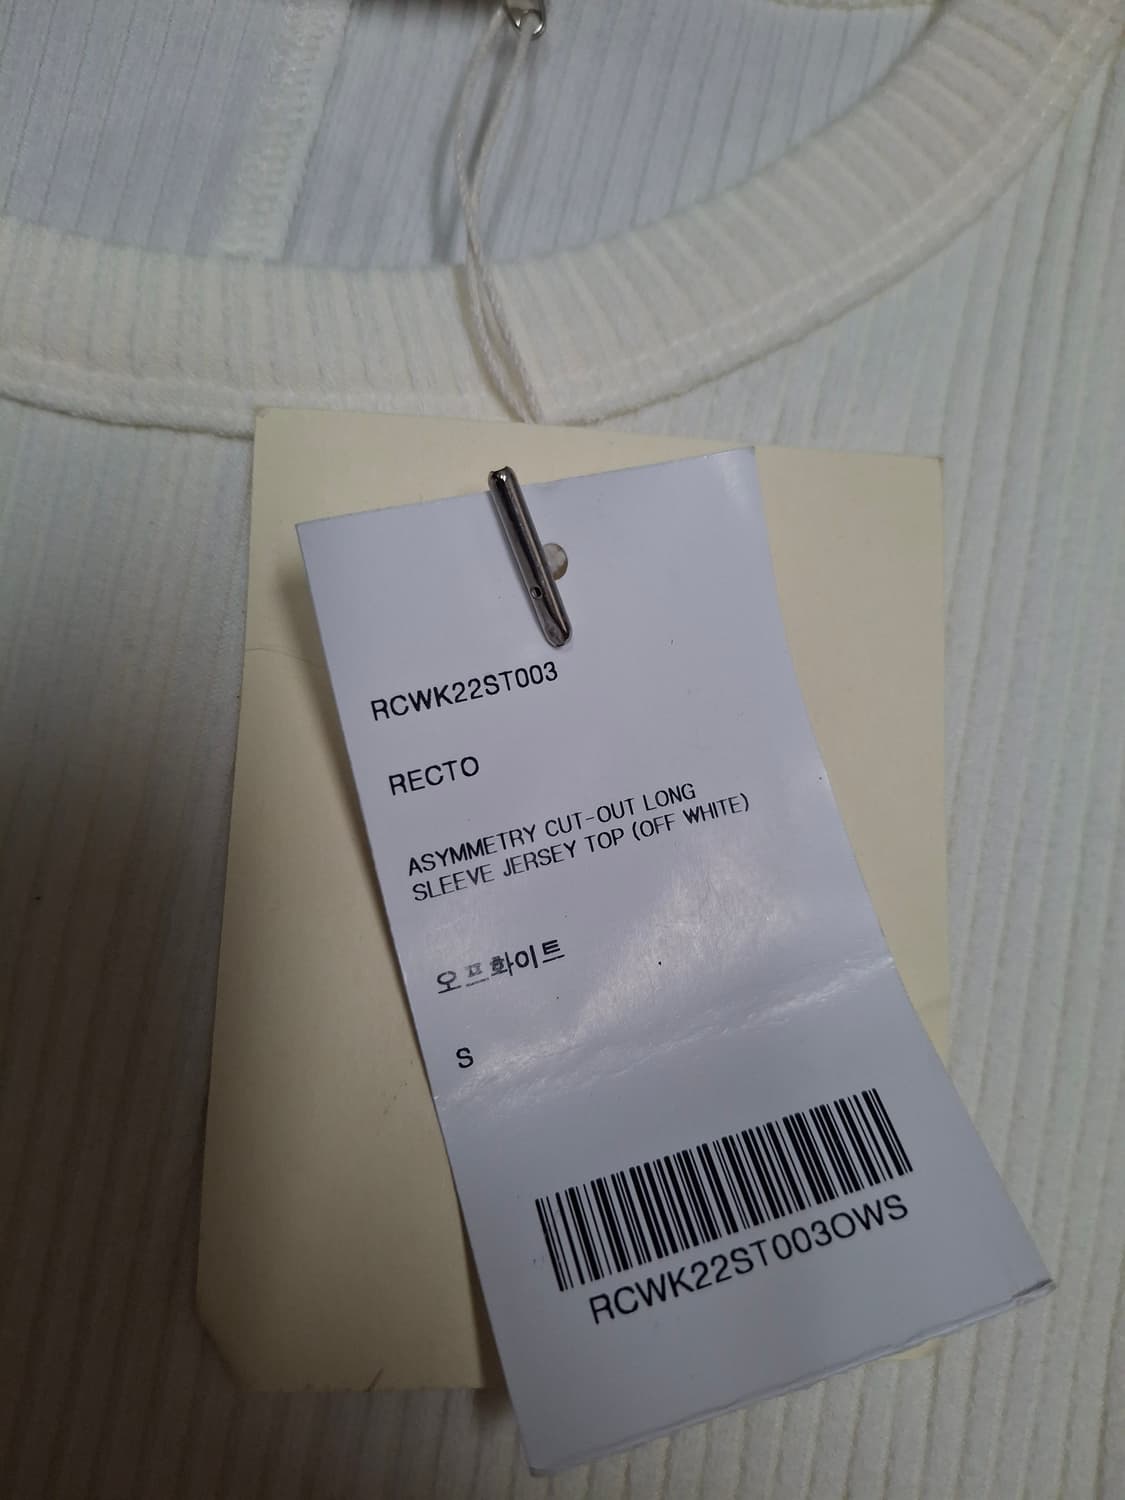 RCWK22ST003
RECTO
ASYMMETRY CUT-OUT LONG
SLEEVE JERSEY TOP (OFF WHITE)
오프화이트
S
RCWK22ST003OWS